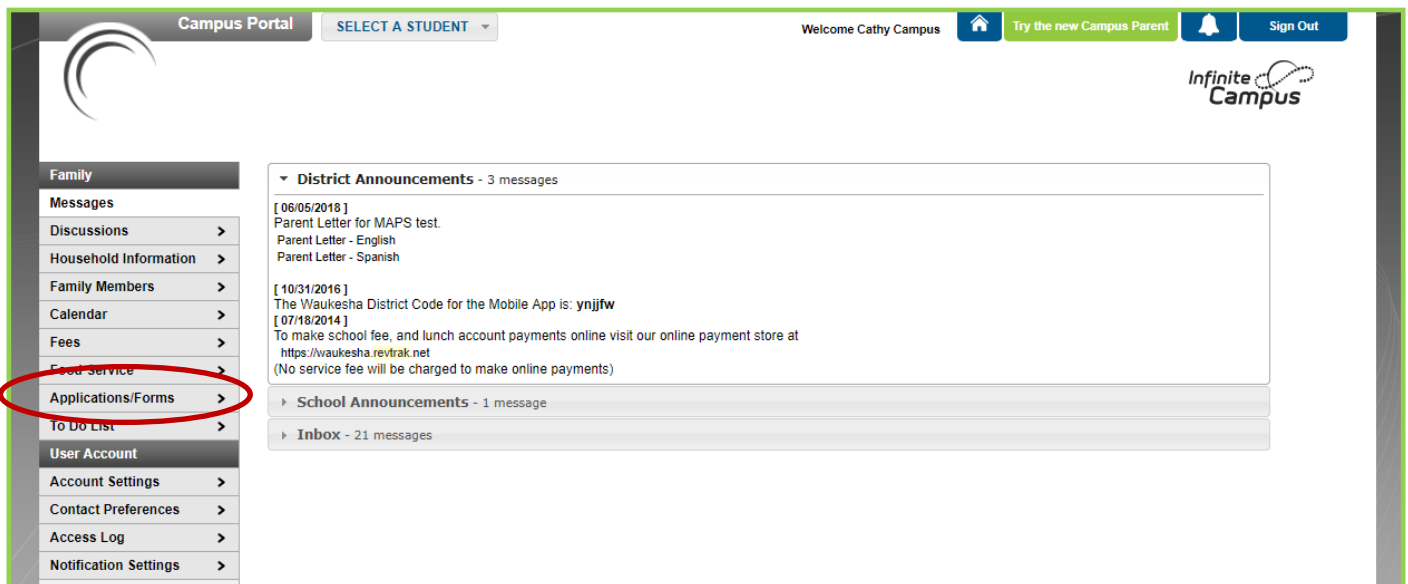 Campus Portal
SELECT A STUDENT
Welcome Cathy Campus
Try the new Campus Parent
Sign Out
Infinite
Campus
Family
Messages
Discussions
Household Information
Family Members
Calendar
Fees
Food Service
Applications/Forms
To Do List
User Account
Account Settings
Contact Preferences
Access Log
Notification Settings
District Announcements - 3 messages
[ 06/05/2018 ]
Parent Letter for MAPS test.
Parent Letter - English
Parent Letter - Spanish
[ 10/31/2016 ]
The Waukesha District Code for the Mobile App is: ynjjfw
[ 07/18/2014 ]
To make school fee, and lunch account payments online visit our online payment store at
https://waukesha.revtrak.net
(No service fee will be charged to make online payments)
School Announcements - 1 message
Inbox - 21 messages